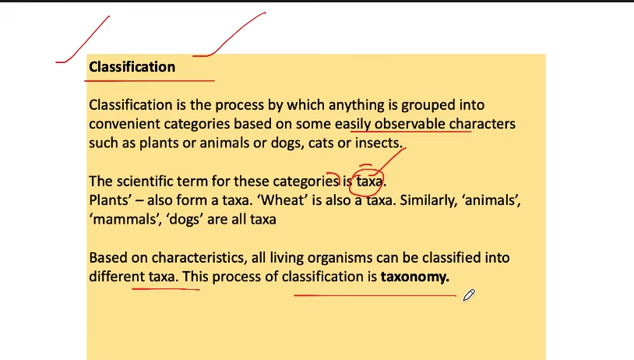 Classification
Classification is the process by which anything is grouped into
convenient categories based on some easily observable characters
such as plants or animals or dogs, cats or insects.
The scientific term for these categories is taxa.
Plants’ – also form a taxa. ‘Wheat’ is also a taxa. Similarly, ‘animals’,
‘mammals’, ‘dogs’ are all taxa
Based on characteristics, all living organisms can be classified into
different taxa. This process of classification is taxonomy.